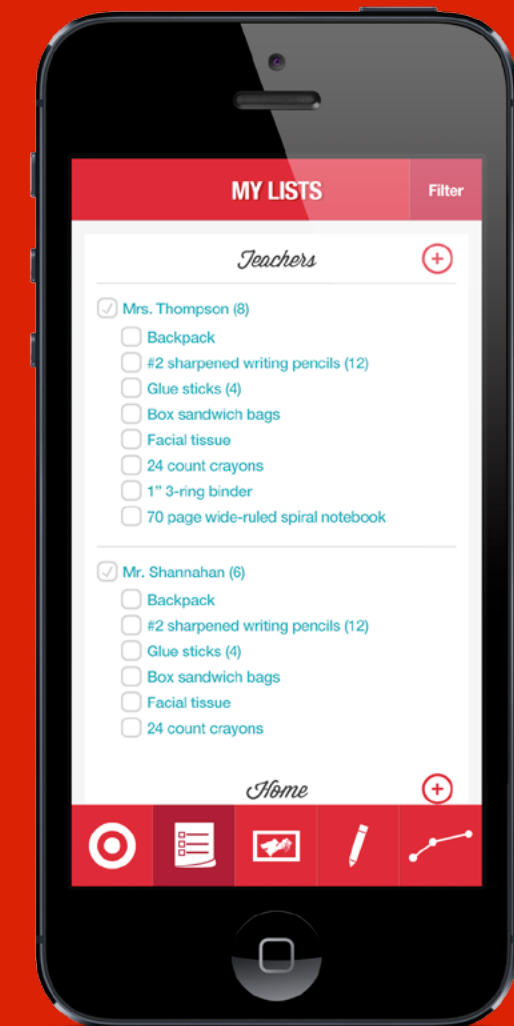 MY LISTS
Filter
Teachers
Mrs. Thompson (8)
Backpack
#2 sharpened writing pencils (12)
Glue sticks (4)
Box sandwich bags
Facial tissue
24 count crayons
1" 3-ring binder
70 page wide-ruled spiral notebook
Mr. Shannahan (6)
Backpack
#2 sharpened writing pencils (12)
Glue sticks (4)
Box sandwich bags
Facial tissue
24 count crayons
Home